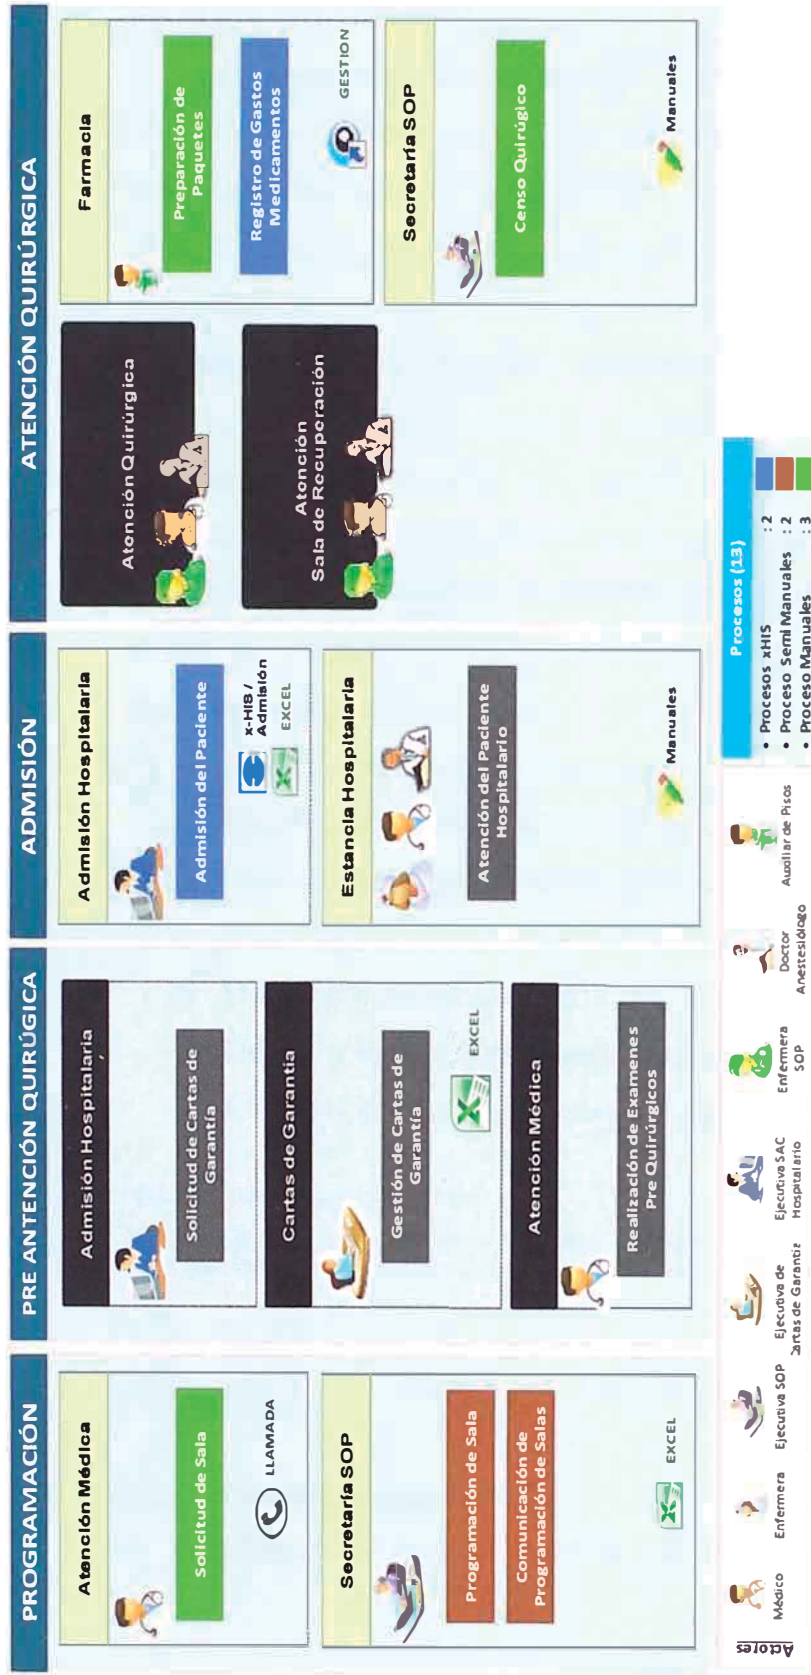 PROGRAMACIÓN
Atención Médica
Solicitud de Sala
LLAMADA
Secretaría SOP
Programación de Sala
Comunicación de
Programación de Salas
EXCEL
PRE ANTENCIÓN QUIRÚGICA
Admisión Hospitalaria
Solicitud de Cartas de
Garantía
Cartas de Garantia
Gestión de Cartas de
Garantía
EXCEL
Atención Médica
Realización de Examenes
Pre Quirúrgicos
ADMISIÓN
Admisión Hospitalaria
Admisión del Paciente
x-HIS /
Admisión
EXCEL
Estancia Hospitalaria
Atención del Paciente
Hospitalario
Manuales
ATENCIÓN QUIRÚRGICA
Atención Quirúrgica
Atención
Sala de Recuperación
Farmacia
Preparación de
Paquetes
Registro de Gastos
Medicamentos
GESTION
Secretaría SOP
Censo Quirúgico
Manuales
Actores
Médico
Enfermera
Ejecutiva SOP
Ejecutiva de
Cartas de Garantía
Ejecutiva SAC
Hospitalario
Enfermera
SOP
Doctor
Anestesiólogo
Auxiliar de Pisos
Procesos (13)
• Procesos xHIS : 2
• Proceso Semi Manuales : 2
• Proceso Manuales : 3